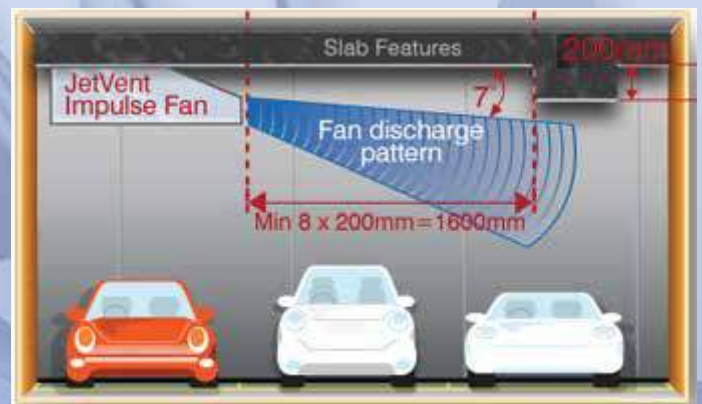 Slab Features
200mm
JetVent
Impulse Fan
7°
Fan discharge
pattern
Min 8 x 200mm=1600mm